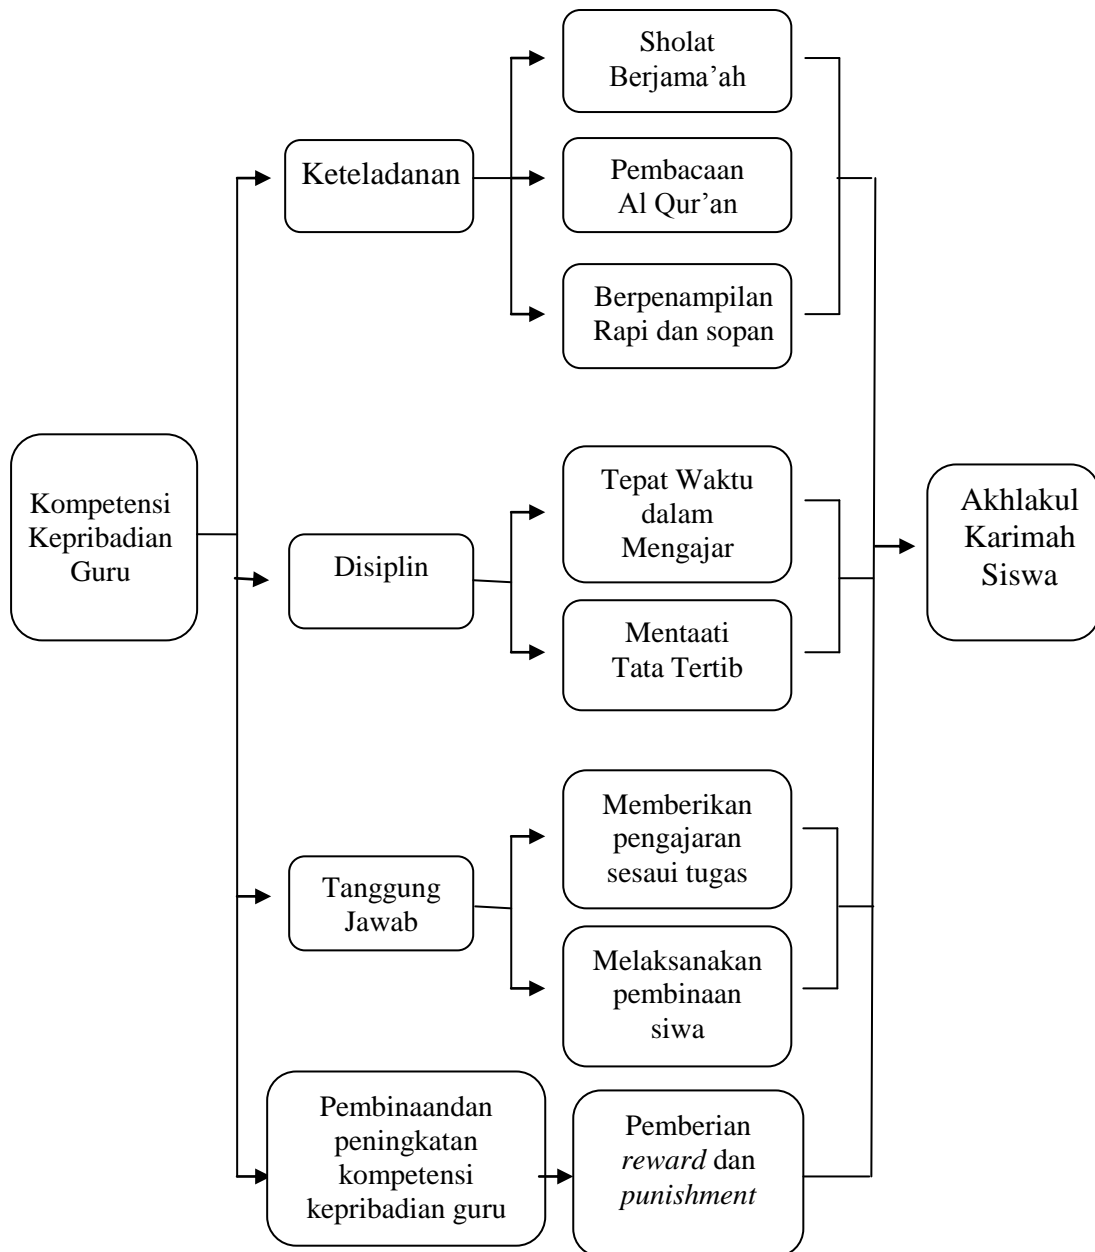 Sholat
Berjama’ah
Keteladanan
Pembacaan
Al Qur’an
Berpenampilan
Rapi dan sopan
Kompetensi
Kepribadian
Guru
Disiplin
Tepat Waktu
dalam
Mengajar
Mentaati
Tata Tertib
Akhlakul
Karimah
Siswa
Tanggung
Jawab
Memberikan
pengajaran
sesaui tugas
Melaksanakan
pembinaan
siwa
Pembinaandan
peningkatan
kompetensi
kepribadian guru
Pemberian
reward dan
punishment